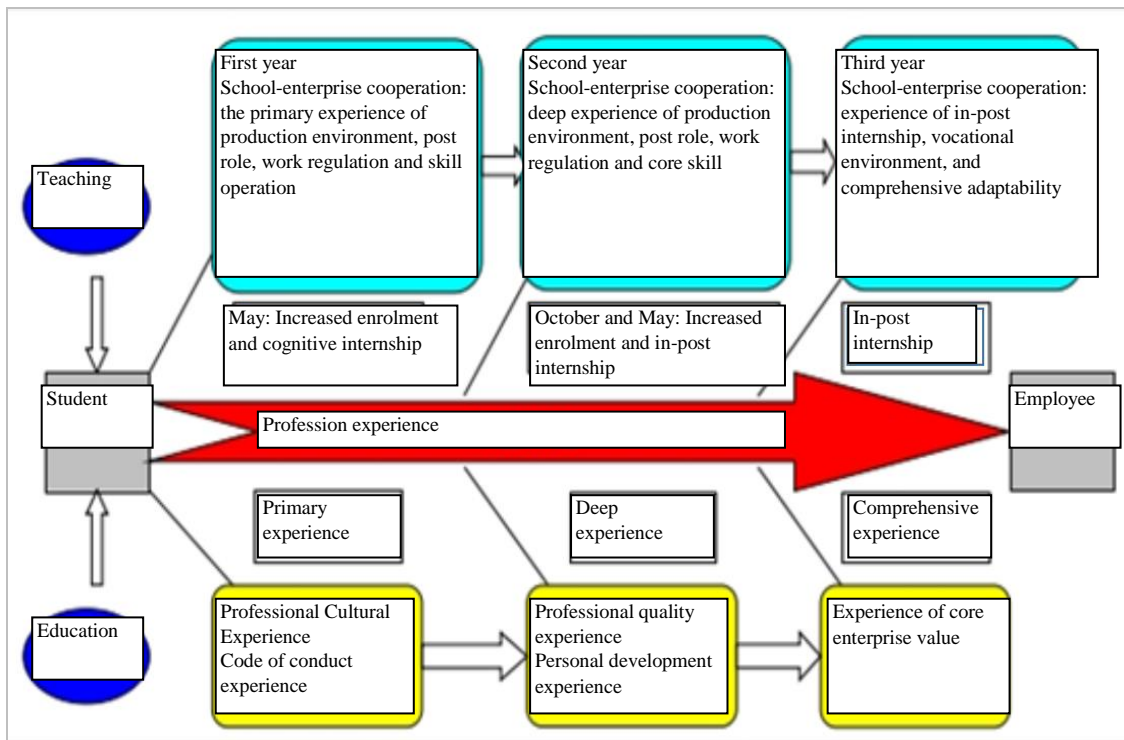 First year
School-enterprise cooperation:
the primary experience of
production environment, post
role, work regulation and skill
operation
Second year
School-enterprise cooperation:
deep experience of production
environment, post role, work
regulation and core skill
Third year
School-enterprise cooperation:
experience of in-post
internship, vocational
environment, and
comprehensive adaptability
Teaching
May: Increased enrolment
and cognitive internship
October and May: Increased
enrolment and in-post
internship
In-post
internship
Student
Profession experience
Employee
Primary
experience
Deep
experience
Comprehensive
experience
Education
Professional Cultural
Experience
Code of conduct
experience
Professional quality
experience
Personal development
experience
Experience of core
enterprise value